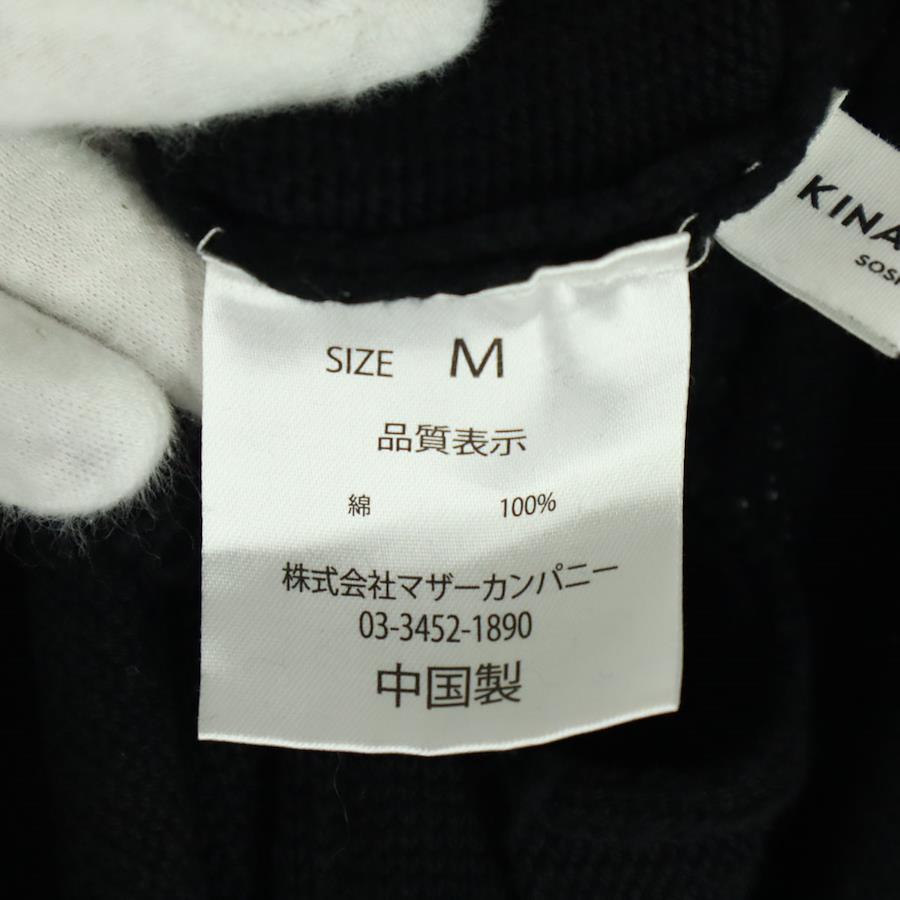 SIZE M
品質表示
綿 100%
株式会社マザーカンパニー
03-3452-1890
中国製